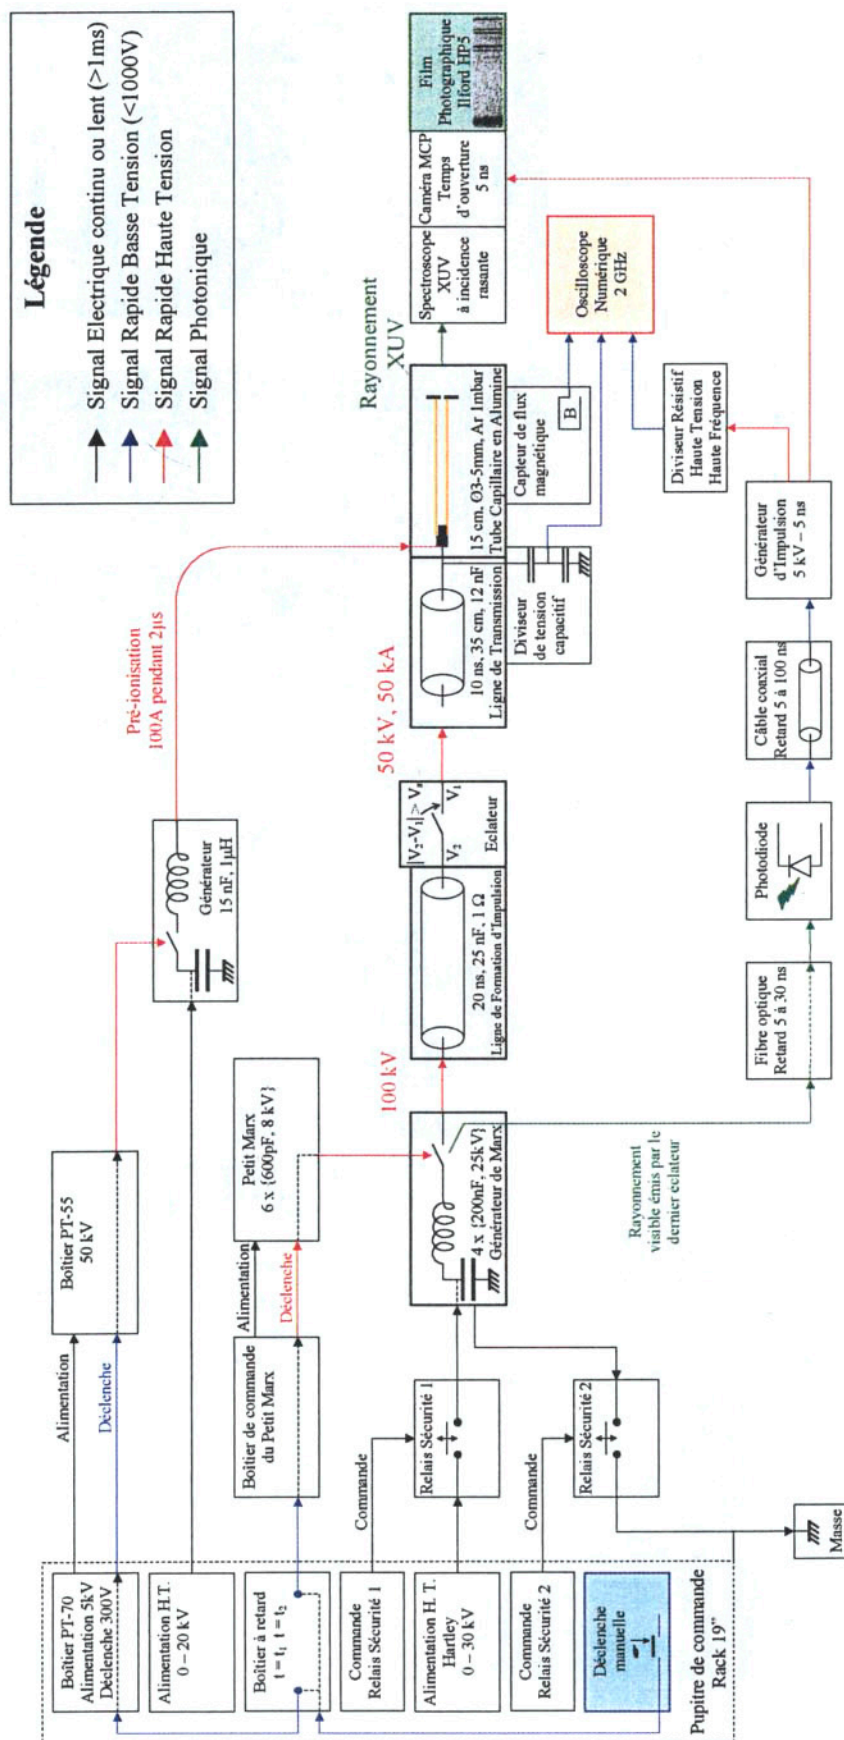 Légende
Signal Electrique continu ou lent (>1ms)
Signal Rapide Basse Tension (<1000V)
Signal Rapide Haute Tension
Signal Photonique
Boîtier PT-70
Alimentation 5kV
Déclenche 300V
Alimentation
Déclenche
Boîtier PT-55
50 kV
Alimentation H.T.
0 – 20 kV
Générateur
15 nF, 1µH
Pré-ionisation
100A pendant 2µs
Boîtier à retard
t = t₁ t = t₂
Boîtier de commande
du Petit Marx
Alimentation
Déclenche
Petit Marx
6 x {600pF, 8 kV}
Commande
Relais Sécurité 1
Commande
Relais Sécurité 1
Alimentation H. T.
Hartley
0 – 30 kV
4 x {200nF, 25kV}
Générateur de Marx
100 kV
20 ns, 25 nF, 1 Ω
Ligne de Formation d'Impulsion
|V₂-V₁| > Vₛ
V₂
V₁
Eclateur
50 kV, 50 kA
10 ns, 35 cm, 12 nF
Ligne de Transmission
15 cm, O3-5mm, Ar 1mbar
Tube Capillaire en Alumine
Rayonnement
XUV
Spectroscope
XUV
à incidence
rasante
Caméra MCP
Temps
d'ouverture
5 ns
Film
Photographique
Ilford HP5
Diviseur
de tension
capacitif
Capteur de flux
magnétique
B
Oscilloscope
Numérique
2 GHz
Commande
Relais Sécurité 2
Commande
Relais Sécurité 2
Déclenche
manuelle
Pupitre de commande
Rack 19"
Masse
Rayonnement
visible émis par le
dernier éclateur
Fibre optique
Retard 5 à 30 ns
Photodiode
Câble coaxial
Retard 5 à 100 ns
Générateur
d'Impulsion
5 kV – 5 ns
Diviseur Résistif
Haute Tension
Haute Fréquence